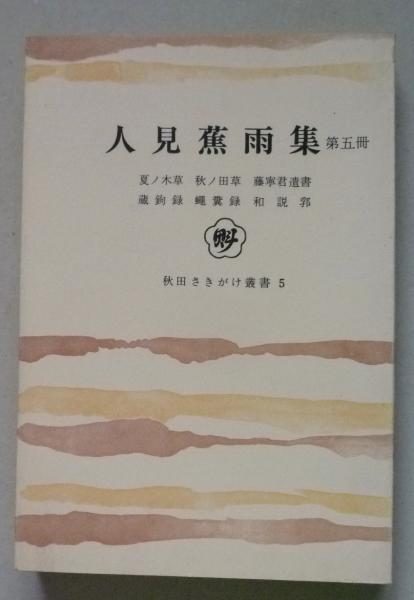 人見蕉雨集 第五冊
夏ノ木草 秋ノ田草 藤寧君遺書
蔵鉤録 蠅糞録 和説郛
魁
秋田さきがけ叢書 5